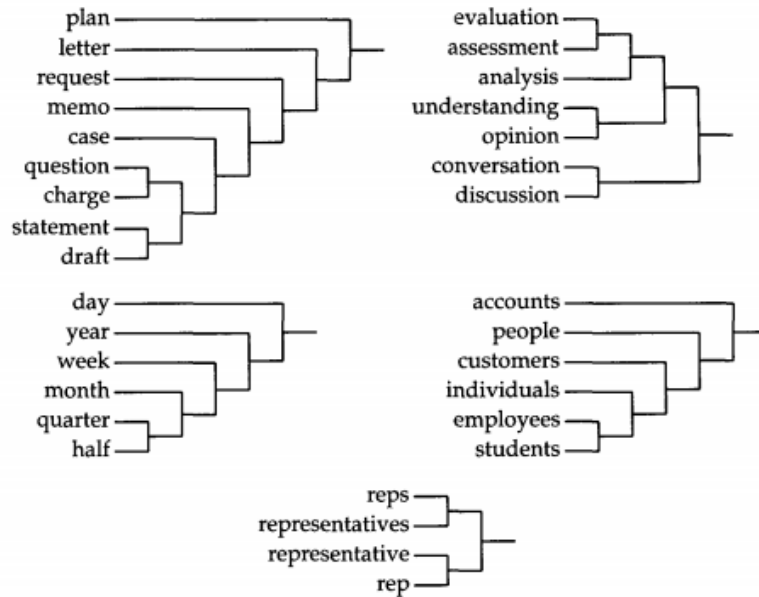 plan
letter
request
memo
case
question
charge
statement
draft
evaluation
assessment
analysis
understanding
opinion
conversation
discussion
day
year
week
month
quarter
half
accounts
people
customers
individuals
employees
students
reps
representatives
representative
rep